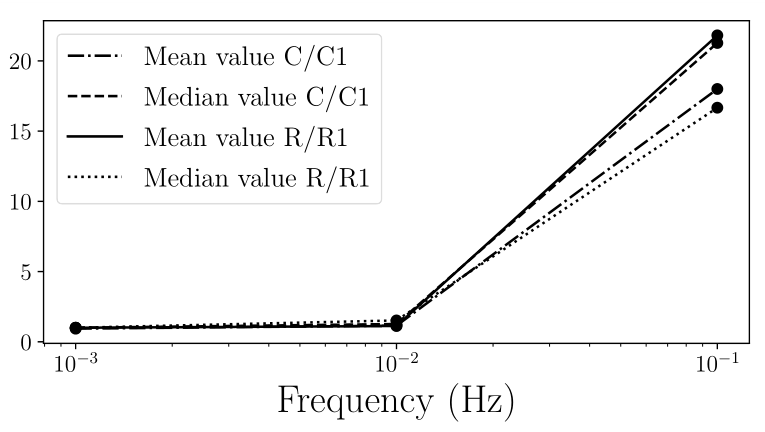 Mean value C/C1
Median value C/C1
Mean value R/R1
Median value R/R1
20
15
10
5
0
10⁻³ 10⁻² 10⁻¹
Frequency (Hz)